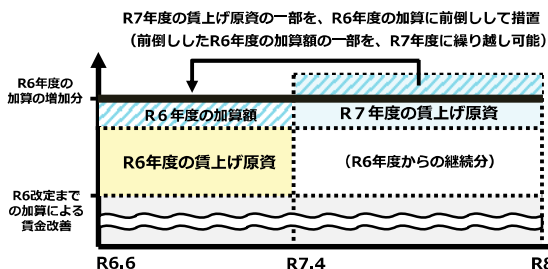 R7年度の賃上げ原資の一部を、R6年度の加算に前倒しして措置
（前倒ししたR6年度の加算額の一部を、R7年度に繰り越し可能）
R6年度の
加算の増加分
R６年度の加算額
R７年度の賃上げ原資
R6年度の賃上げ原資
（R6年度からの継続分）
R6改定まで
の加算による
賃金改善
R6.6
R7.4
R8